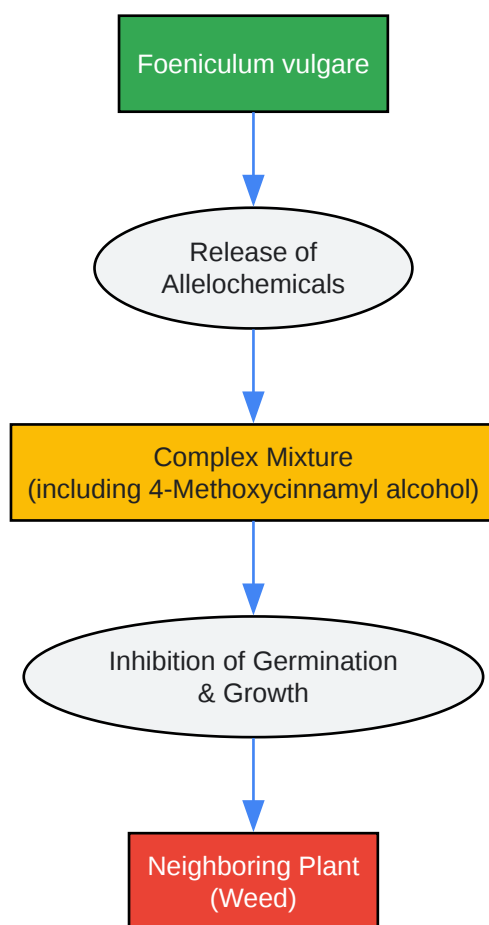 Foeniculum vulgare
Release of
Allelochemicals
Complex Mixture
(including 4-Methoxycinnamyl alcohol)
Inhibition of Germination
& Growth
Neighboring Plant
(Weed)